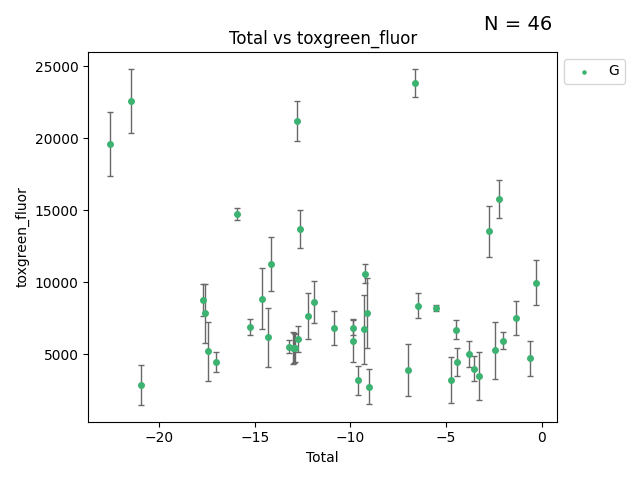 N = 46
Total vs toxgreen_fluor
G
25000
20000
15000
10000
5000
toxgreen_fluor
−20
−15
−10
−5
0
Total